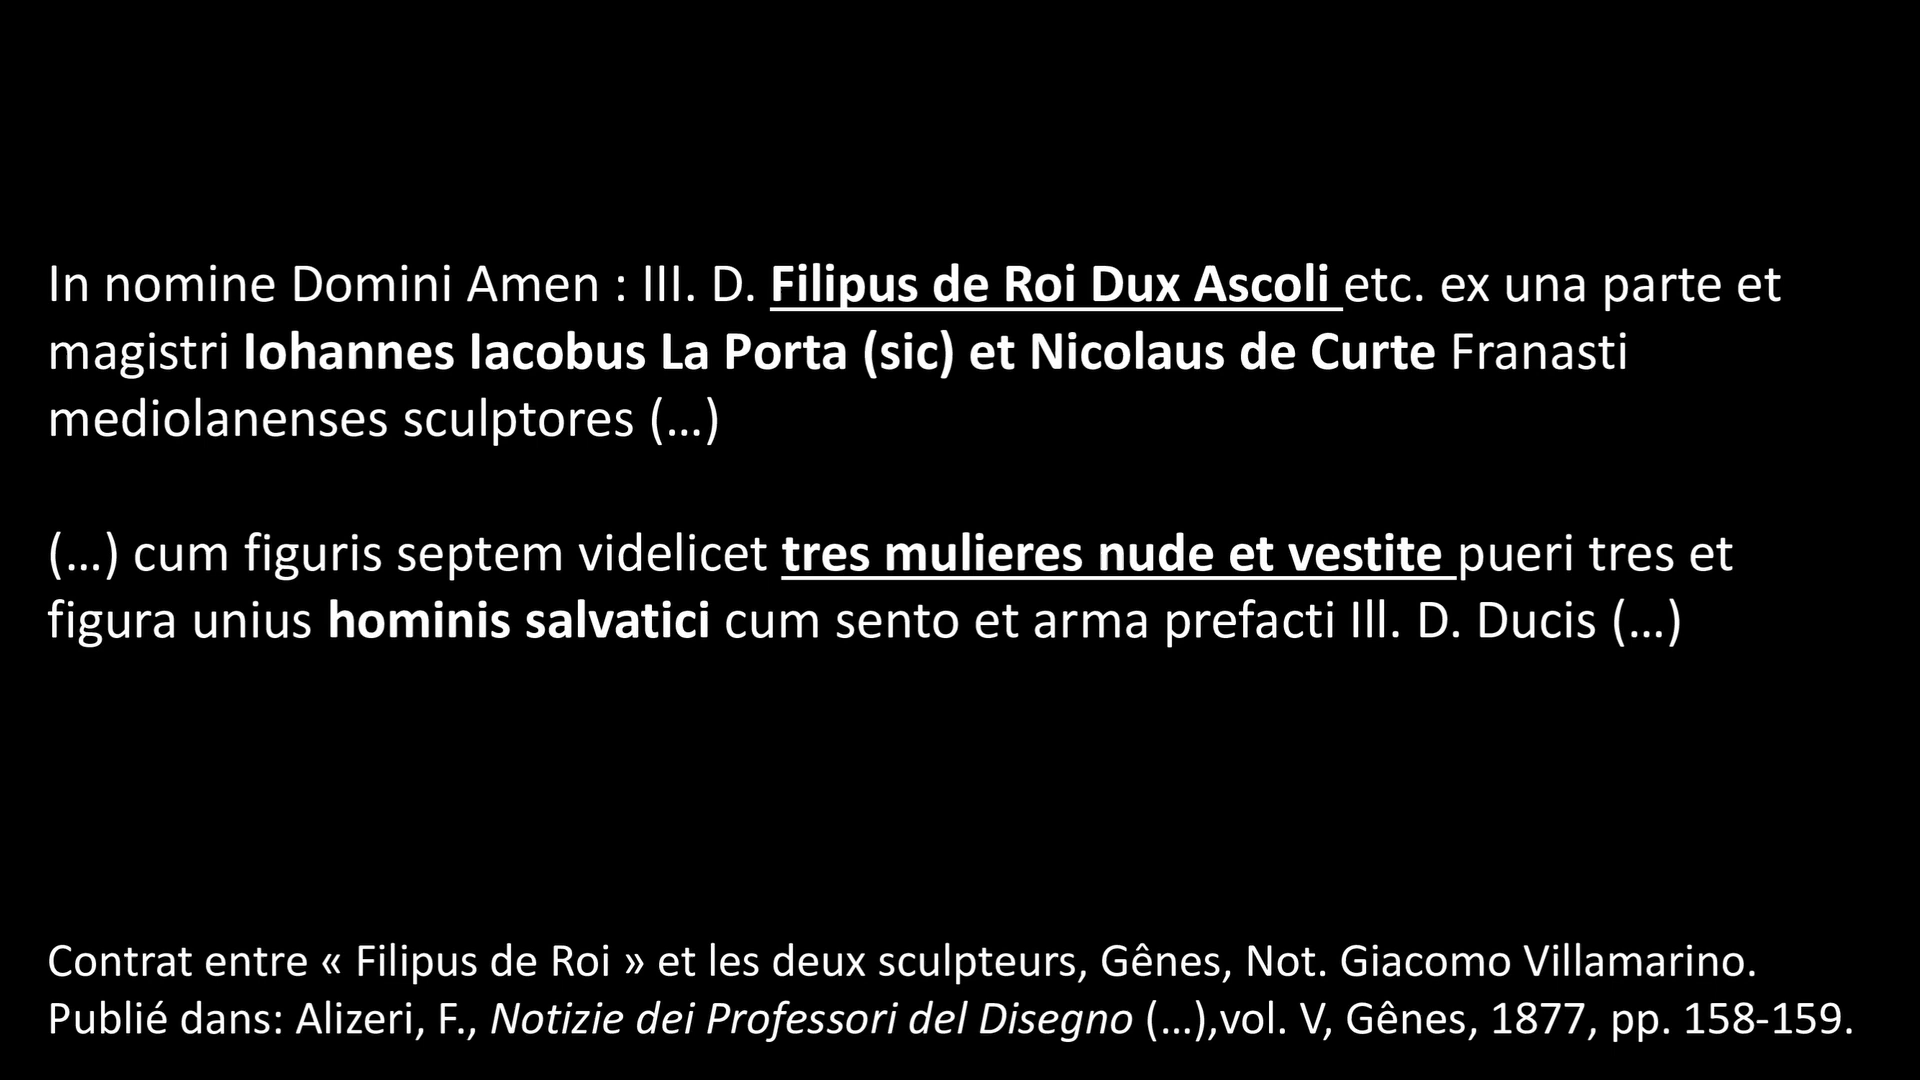 In nomine Domini Amen : III. D. Filipus de Roi Dux Ascoli etc. ex una parte et
magistri Iohannes Iacobus La Porta (sic) et Nicolaus de Curte Franasti
mediolanenses sculptores (…)
(…) cum figuris septem videlicet tres mulieres nude et vestite pueri tres et
figura unius hominis salvatici cum sento et arma prefacti Ill. D. Ducis (…)
Contrat entre « Filipus de Roi » et les deux sculpteurs, Gênes, Not. Giacomo Villamarino.
Publié dans: Alizeri, F., Notizie dei Professori del Disegno (…),vol. V, Gênes, 1877, pp. 158-159.